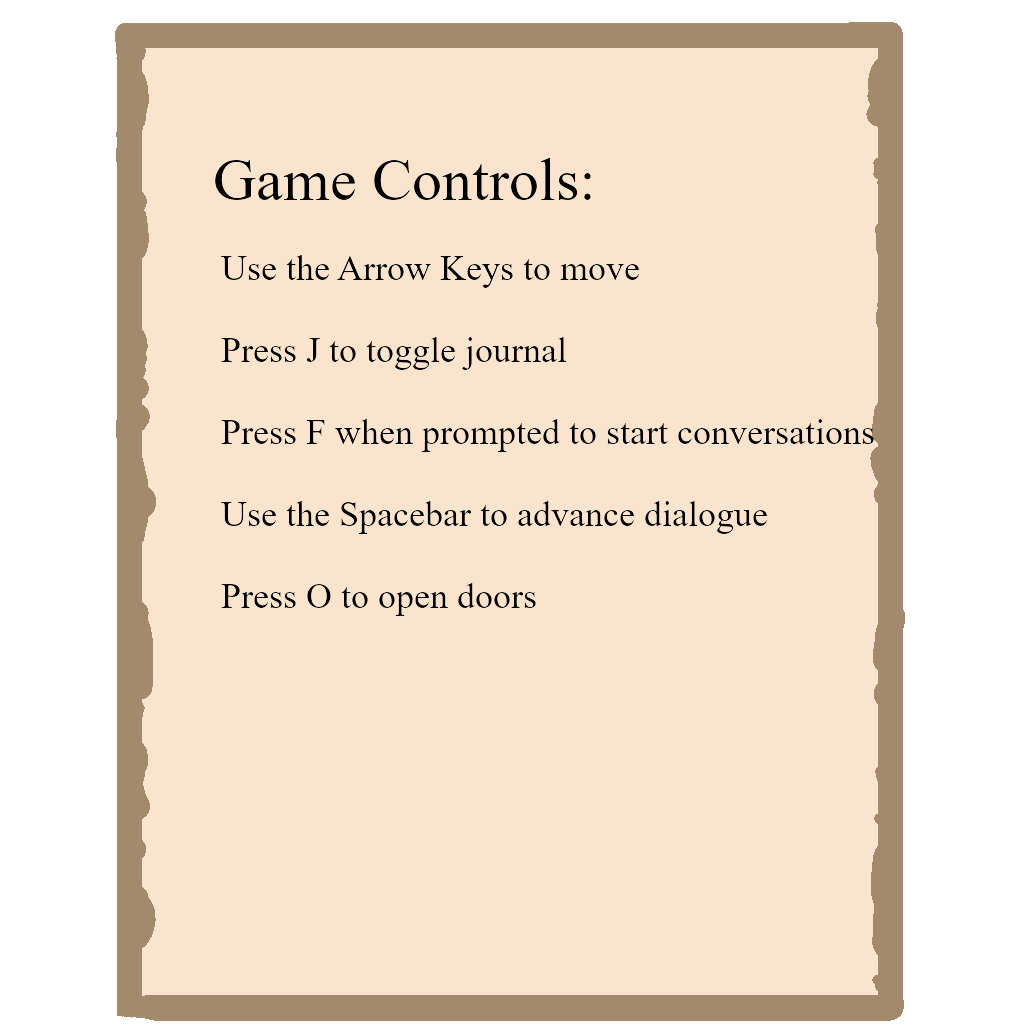 Game Controls:
Use the Arrow Keys to move
Press J to toggle journal
Press F when prompted to start conversations
Use the Spacebar to advance dialogue
Press O to open doors